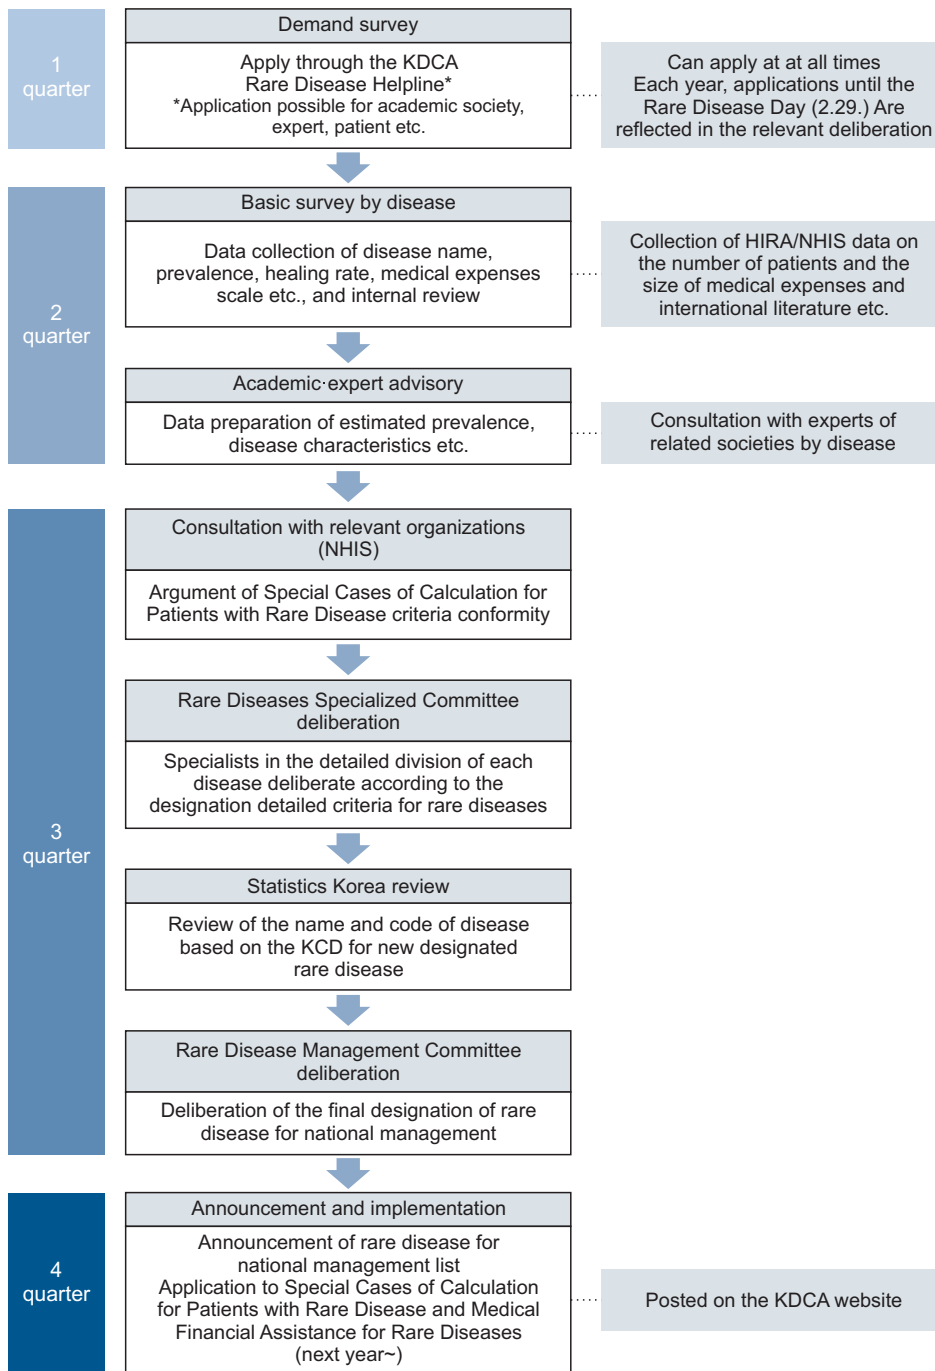 1
quarter
Demand survey
Apply through the KDCA
Rare Disease Helpline*
*Application possible for academic society,
expert, patient etc.
Can apply at at all times
Each year, applications until the
Rare Disease Day (2.29.) Are
reflected in the relevant deliberation
2
quarter
Basic survey by disease
Data collection of disease name,
prevalence, healing rate, medical expenses
scale etc., and internal review
Collection of HIRA/NHIS data on
the number of patients and the
size of medical expenses and
international literature etc.
Academic·expert advisory
Data preparation of estimated prevalence,
disease characteristics etc.
Consultation with experts of
related societies by disease
3
quarter
Consultation with relevant organizations
(NHIS)
Argument of Special Cases of Calculation for
Patients with Rare Disease criteria conformity
Rare Diseases Specialized Committee
deliberation
Specialists in the detailed division of each
disease deliberate according to the
designation detailed criteria for rare diseases
Statistics Korea review
Review of the name and code of disease
based on the KCD for new designated
rare disease
Rare Disease Management Committee
deliberation
Deliberation of the final designation of rare
disease for national management
4
quarter
Announcement and implementation
Announcement of rare disease for
national management list
Application to Special Cases of Calculation
for Patients with Rare Disease and Medical
Financial Assistance for Rare Diseases
(next year~)
Posted on the KDCA website